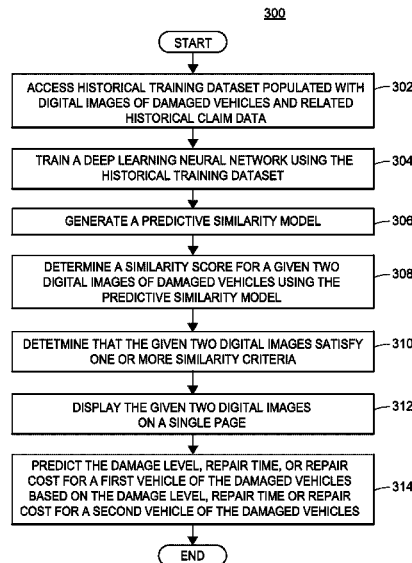 300
START
ACCESS HISTORICAL TRAINING DATASET POPULATED WITH
DIGITAL IMAGES OF DAMAGED VEHICLES AND RELATED
HISTORICAL CLAIM DATA
302
TRAIN A DEEP LEARNING NEURAL NETWORK USING THE
HISTORICAL TRAINING DATASET
304
GENERATE A PREDICTIVE SIMILARITY MODEL
306
DETERMINE A SIMILARITY SCORE FOR A GIVEN TWO
DIGITAL IMAGES OF DAMAGED VEHICLES USING THE
PREDICTIVE SIMILARITY MODEL
308
DETETMINE THAT THE GIVEN TWO DIGITAL IMAGES SATISFY
ONE OR MORE SIMILARITY CRITERIA
310
DISPLAY THE GIVEN TWO DIGITAL IMAGES
ON A SINGLE PAGE
312
PREDICT THE DAMAGE LEVEL, REPAIR TIME, OR REPAIR
COST FOR A FIRST VEHICLE OF THE DAMAGED VEHICLES
BASED ON THE DAMAGE LEVEL, REPAIR TIME OR REPAIR
COST FOR A SECOND VEHICLE OF THE DAMAGED VEHICLES
314
END